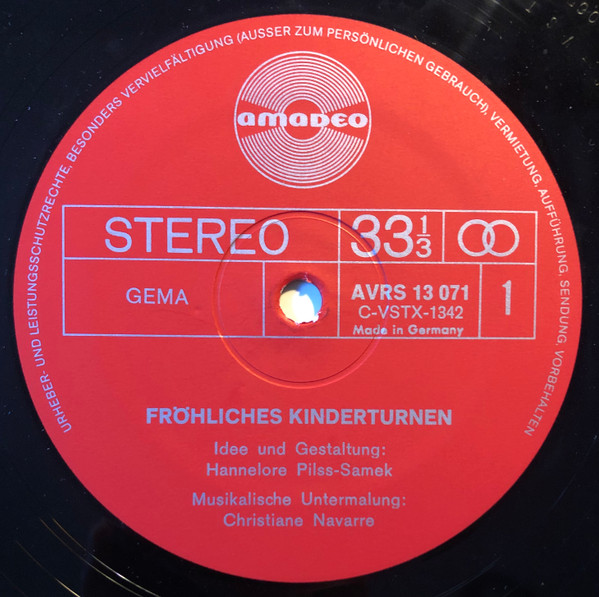 URHEBER- UND LEISTUNGSSCHUTZRECHTE, BESONDERS VERVIELFÄLTIGUNG (AUSSER ZUM PERSÖNLICHEN GEBRAUCH), VERMIETUNG, AUFFÜHRUNG, SENDUNG, VORBEHALTEN
amadeo
STEREO 33 1/3
GEMA
AVRS 13 071
C-VSTX-1342
Made in Germany
1
FRÖHLICHES KINDERTURNEN
Idee und Gestaltung:
Hannelore Pilss-Samek
Musikalische Untermalung:
Christiane Navarre